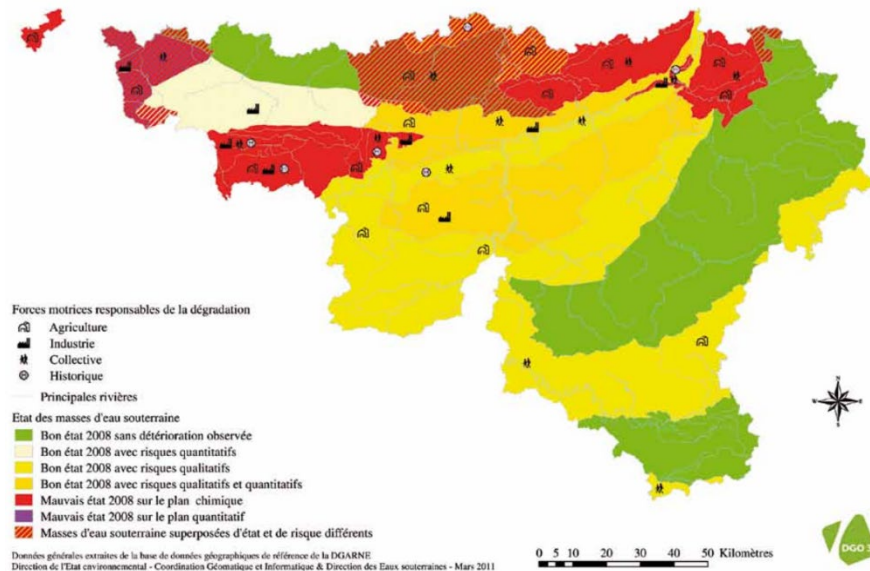 Forces motrices responsables de la dégradation
Agriculture
Industrie
Collective
Historique
Principales rivières
Etat des masses d'eau souterraine
Bon état 2008 sans détérioration observée
Bon état 2008 avec risques quantitatifs
Bon état 2008 avec risques qualitatifs
Bon état 2008 avec risques qualitatifs et quantitatifs
Mauvais état 2008 sur le plan chimique
Mauvais état 2008 sur le plan quantitatif
Masses d'eau souterraine superposées d'état et de risque différents
Données générales extraites de la base de données géographiques de référence de la DGARNE
Direction de l'Etat environnemental - Coordination Géomatique et Informatique & Direction des Eaux souterraines - Mars 2011
0 5 10 20 30 40 50 Kilomètres
N
DGO 3